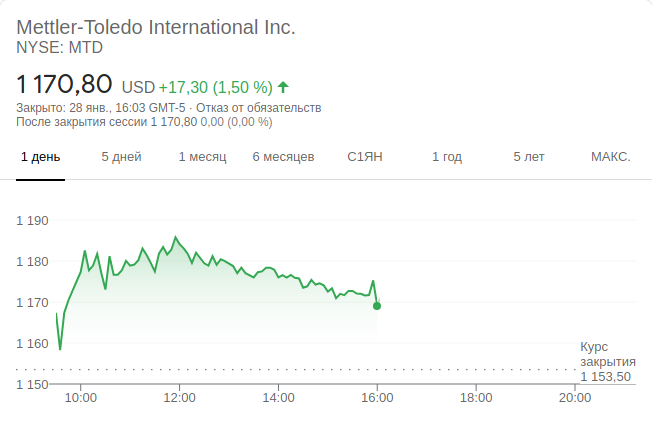 Mettler-Toledo International Inc.
NYSE: MTD
1 170,80 USD +17,30 (1,50 %)
Закрыто: 28 янв., 16:03 GMT-5 · Отказ от обязательств
После закрытия сессии 1 170,80 0,00 (0,00 %)
1 день 5 дней 1 месяц 6 месяцев С1ЯН 1 год 5 лет МАКС.
1 190
1 180
1 170
1 160
Курс
закрытия
1 153,50
1 150
10:00 12:00 14:00 16:00 18:00 20:00